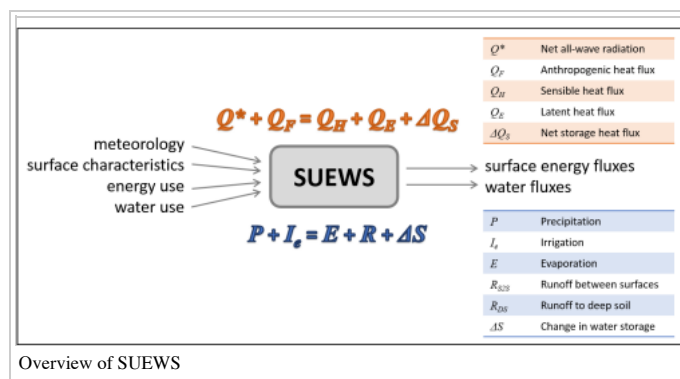 Q* Net all-wave radiation
Q_F Anthropogenic heat flux
Q_H Sensible heat flux
Q_E Latent heat flux
ΔQ_S Net storage heat flux
Q* + Q_F = Q_H + Q_E + ΔQ_S
meteorology
surface characteristics
energy use
water use
SUEWS
surface energy fluxes
water fluxes
P + I_e = E + R + ΔS
P Precipitation
I_e Irrigation
E Evaporation
R_S2S Runoff between surfaces
R_DS Runoff to deep soil
ΔS Change in water storage
Overview of SUEWS